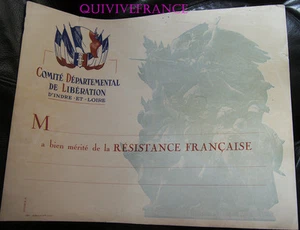 QUIVIVEFRANCE
COMITÉ DÉPARTEMENTAL
DE LIBÉRATION
D'INDRE-ET-LOIRE
M
a bien mérité de la RÉSISTANCE FRANÇAISE